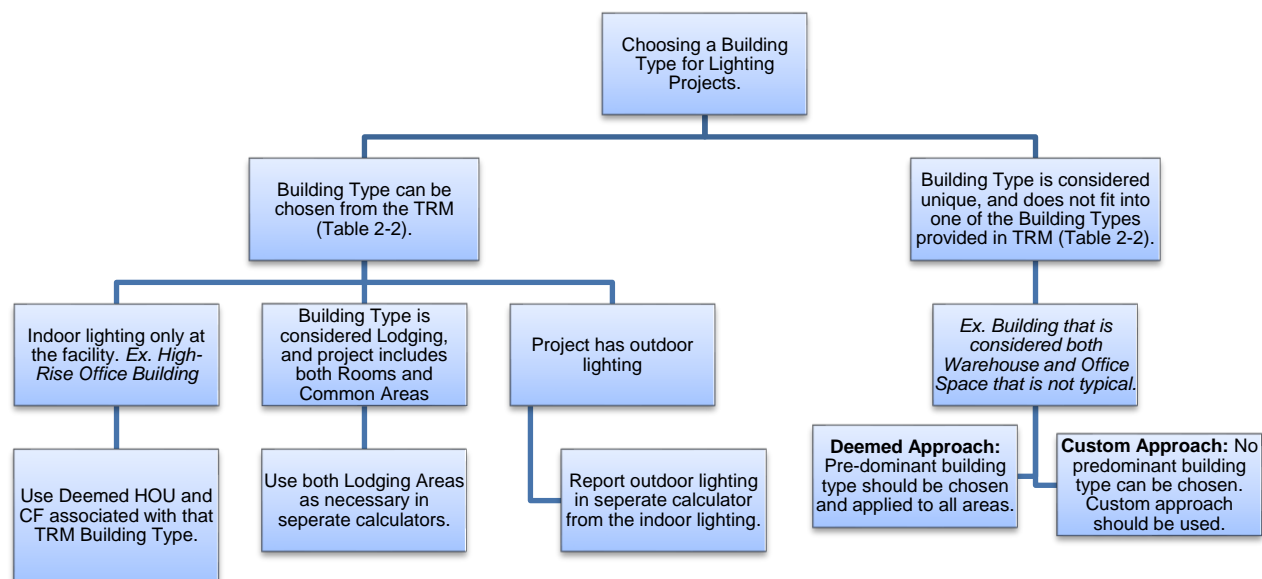 Choosing a Building
Type for Lighting
Projects.
Building Type can be
chosen from the TRM
(Table 2-2).
Building Type is considered
unique, and does not fit into
one of the Building Types
provided in TRM (Table 2-2).
Indoor lighting only at
the facility. Ex. High-
Rise Office Building
Building Type is
considered Lodging,
and project includes
both Rooms and
Common Areas
Project has outdoor
lighting
Ex. Building that is
considered both
Warehouse and Office
Space that is not typical.
Use Deemed HOU and
CF associated with that
TRM Building Type.
Use both Lodging Areas
as necessary in
seperate calculators.
Report outdoor lighting
in seperate calculator
from the indoor lighting.
Deemed Approach:
Pre-dominant building
type should be chosen
and applied to all areas.
Custom Approach: No
predominant building
type can be chosen.
Custom approach
should be used.